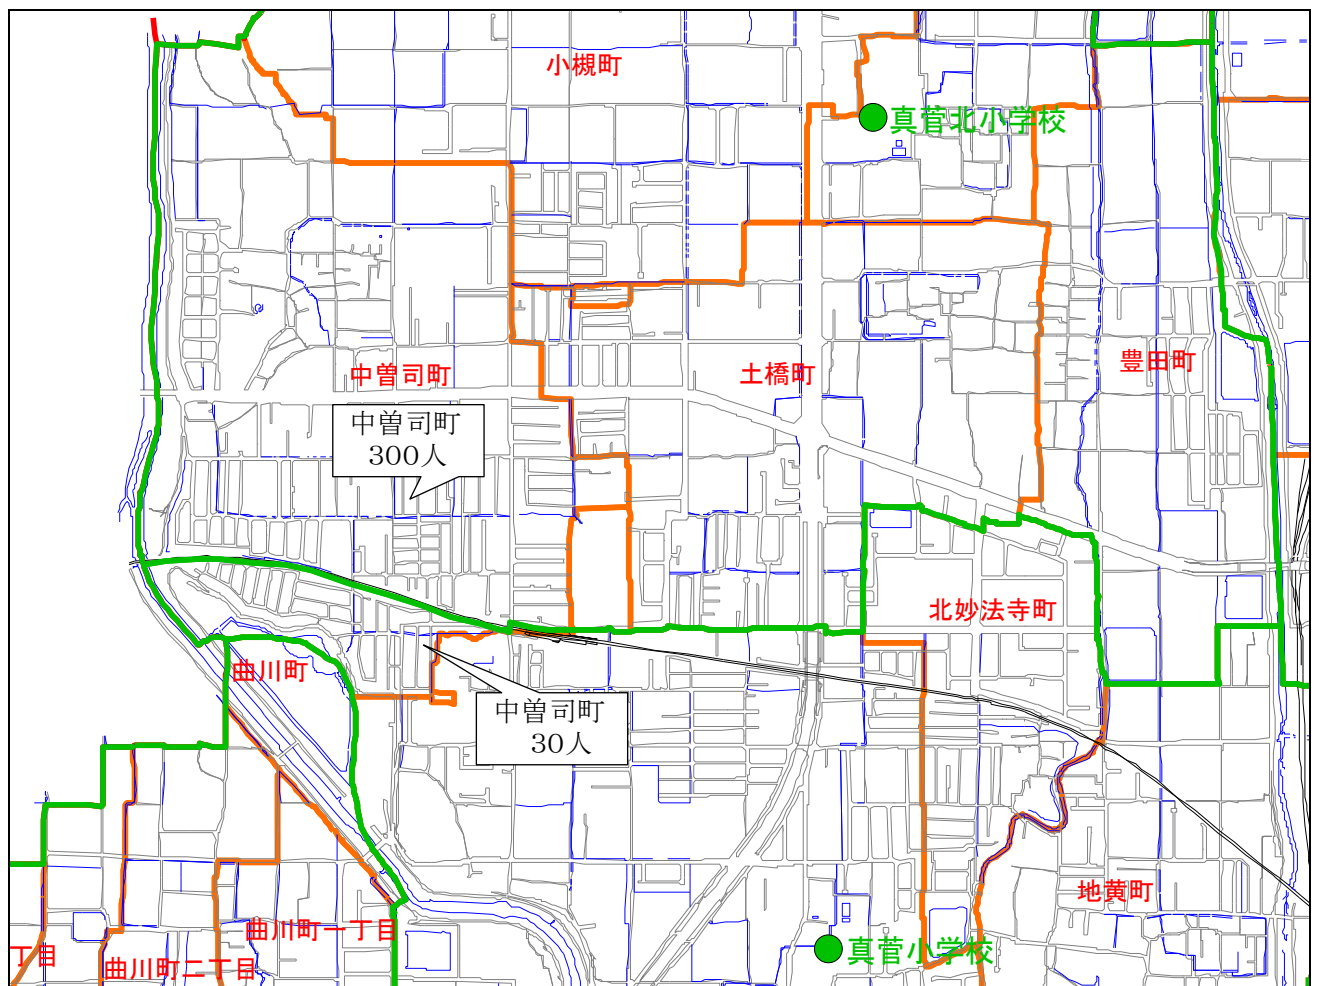 小槻町
真菅北小学校
中曽司町
土橋町
豊田町
中曽司町
300人
北妙法寺町
曲川町
中曽司町
30人
地黄町
曲川町一丁目
真菅小学校
丁目
曲川町二丁目